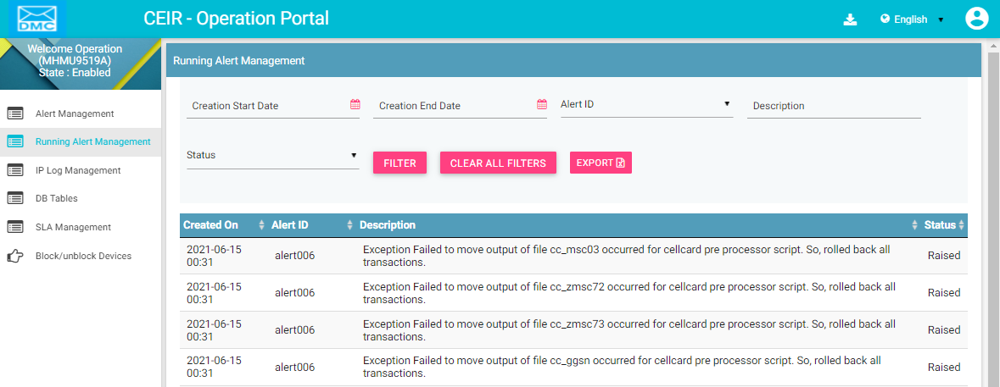 DMC
CEIR - Operation Portal
English
Welcome Operation
(MHMU9519A)
State : Enabled
Alert Management
Running Alert Management
IP Log Management
DB Tables
SLA Management
Block/unblock Devices
Running Alert Management
Creation Start Date
Creation End Date
Alert ID
Description
Status
FILTER
CLEAR ALL FILTERS
EXPORT
Created On Alert ID Description Status
2021-06-15
00:31
alert006
Exception Failed to move output of file cc_msc03 occurred for cellcard pre processor script. So, rolled back all
transactions.
Raised
2021-06-15
00:31
alert006
Exception Failed to move output of file cc_zmsc72 occurred for cellcard pre processor script. So, rolled back all
transactions.
Raised
2021-06-15
00:31
alert006
Exception Failed to move output of file cc_zmsc73 occurred for cellcard pre processor script. So, rolled back all
transactions.
Raised
2021-06-15
00:31
alert006
Exception Failed to move output of file cc_ggsn occurred for cellcard pre processor script. So, rolled back all
transactions.
Raised